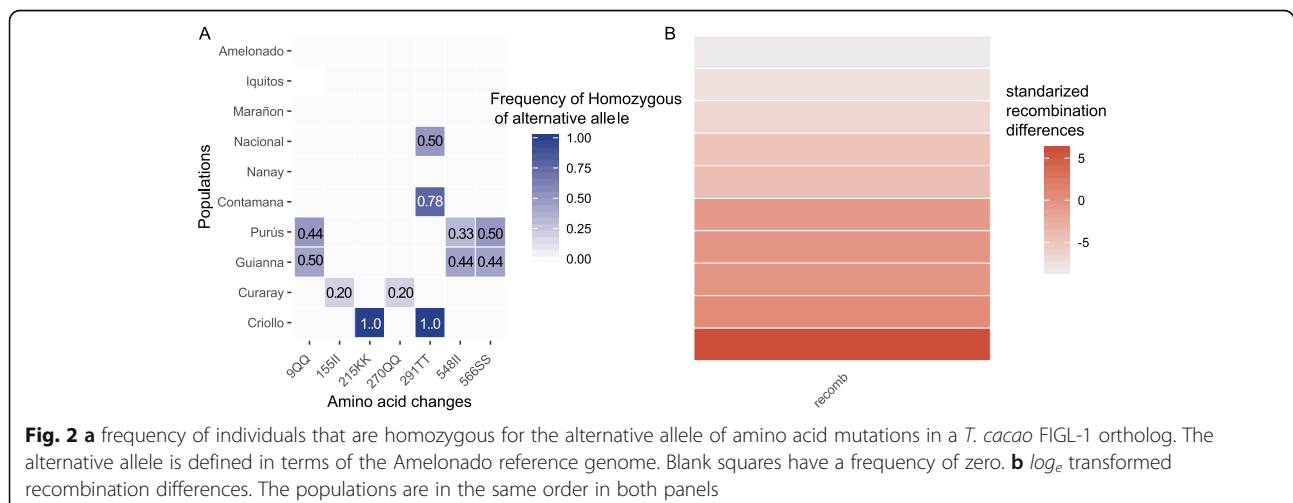 A
B
Amelonado
Iquitos
Marañon
Nacional
Nanay
Contamana
Purús
Guianna
Curaray
Criollo
Populations
0.50
0.78
0.44
0.33
0.50
0.50
0.44
0.44
0.20
0.20
1..0
1..0
9QQ
155II
215KK
270QQ
291TT
548II
566SS
Amino acid changes
Frequency of Homozygous
of alternative allele
1.00
0.75
0.50
0.25
0.00
recomb
standarized
recombination
differences
5
0
-5
Fig. 2 a frequency of individuals that are homozygous for the alternative allele of amino acid mutations in a T. cacao FIGL-1 ortholog. The
alternative allele is defined in terms of the Amelonado reference genome. Blank squares have a frequency of zero. b loge transformed
recombination differences. The populations are in the same order in both panels